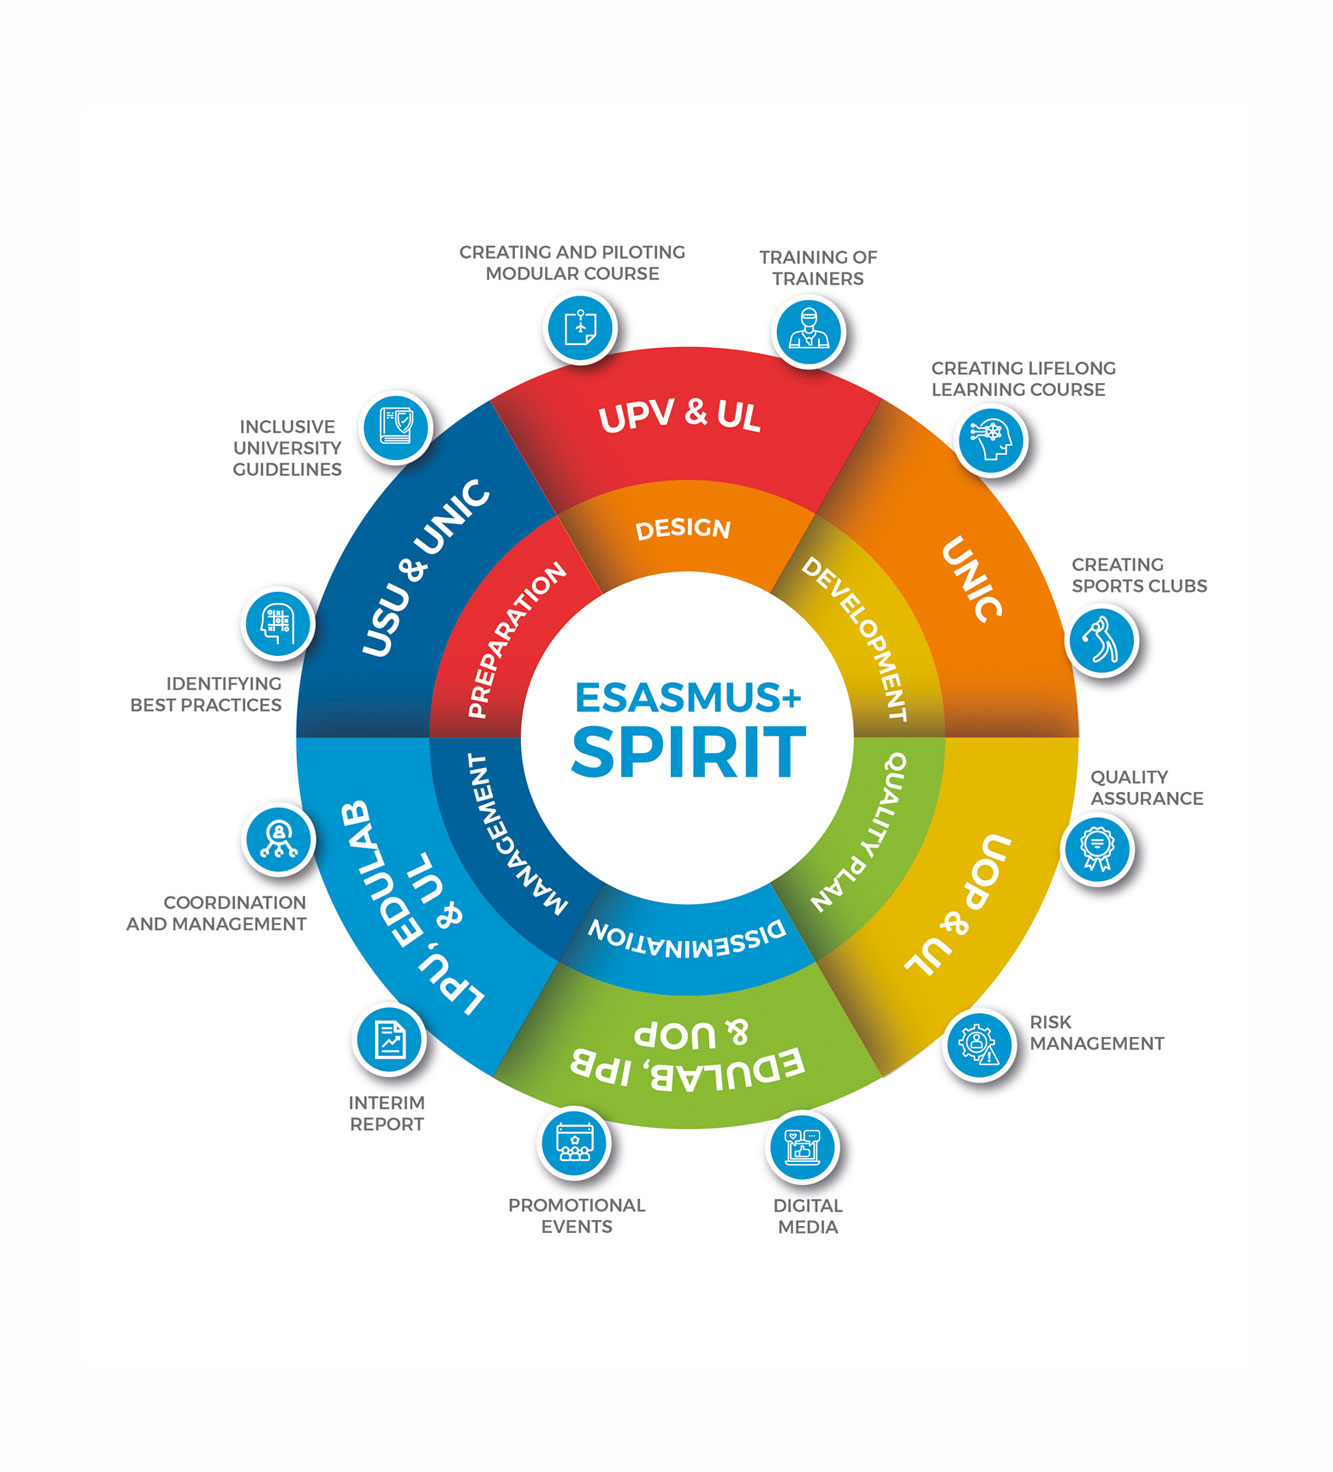 CREATING AND PILOTING
MODULAR COURSE
TRAINING OF
TRAINERS
CREATING LIFELONG
LEARNING COURSE
INCLUSIVE
UNIVERSITY
GUIDELINES
UPV & UL
USU & UNIC
UNIC
DESIGN
PREPARATION
DEVELOPMENT
CREATING
SPORTS CLUBS
IDENTIFYING
BEST PRACTICES
ESASMUS+
SPIRIT
QUALITY
ASSURANCE
MANAGEMENT
QUALITY PLAN
LPU, EDULAB
& UL
UOP & UL
COORDINATION
AND MANAGEMENT
DISSEMINATION
EDULAB, IPB
& UOP
RISK
MANAGEMENT
INTERIM
REPORT
PROMOTIONAL
EVENTS
DIGITAL
MEDIA